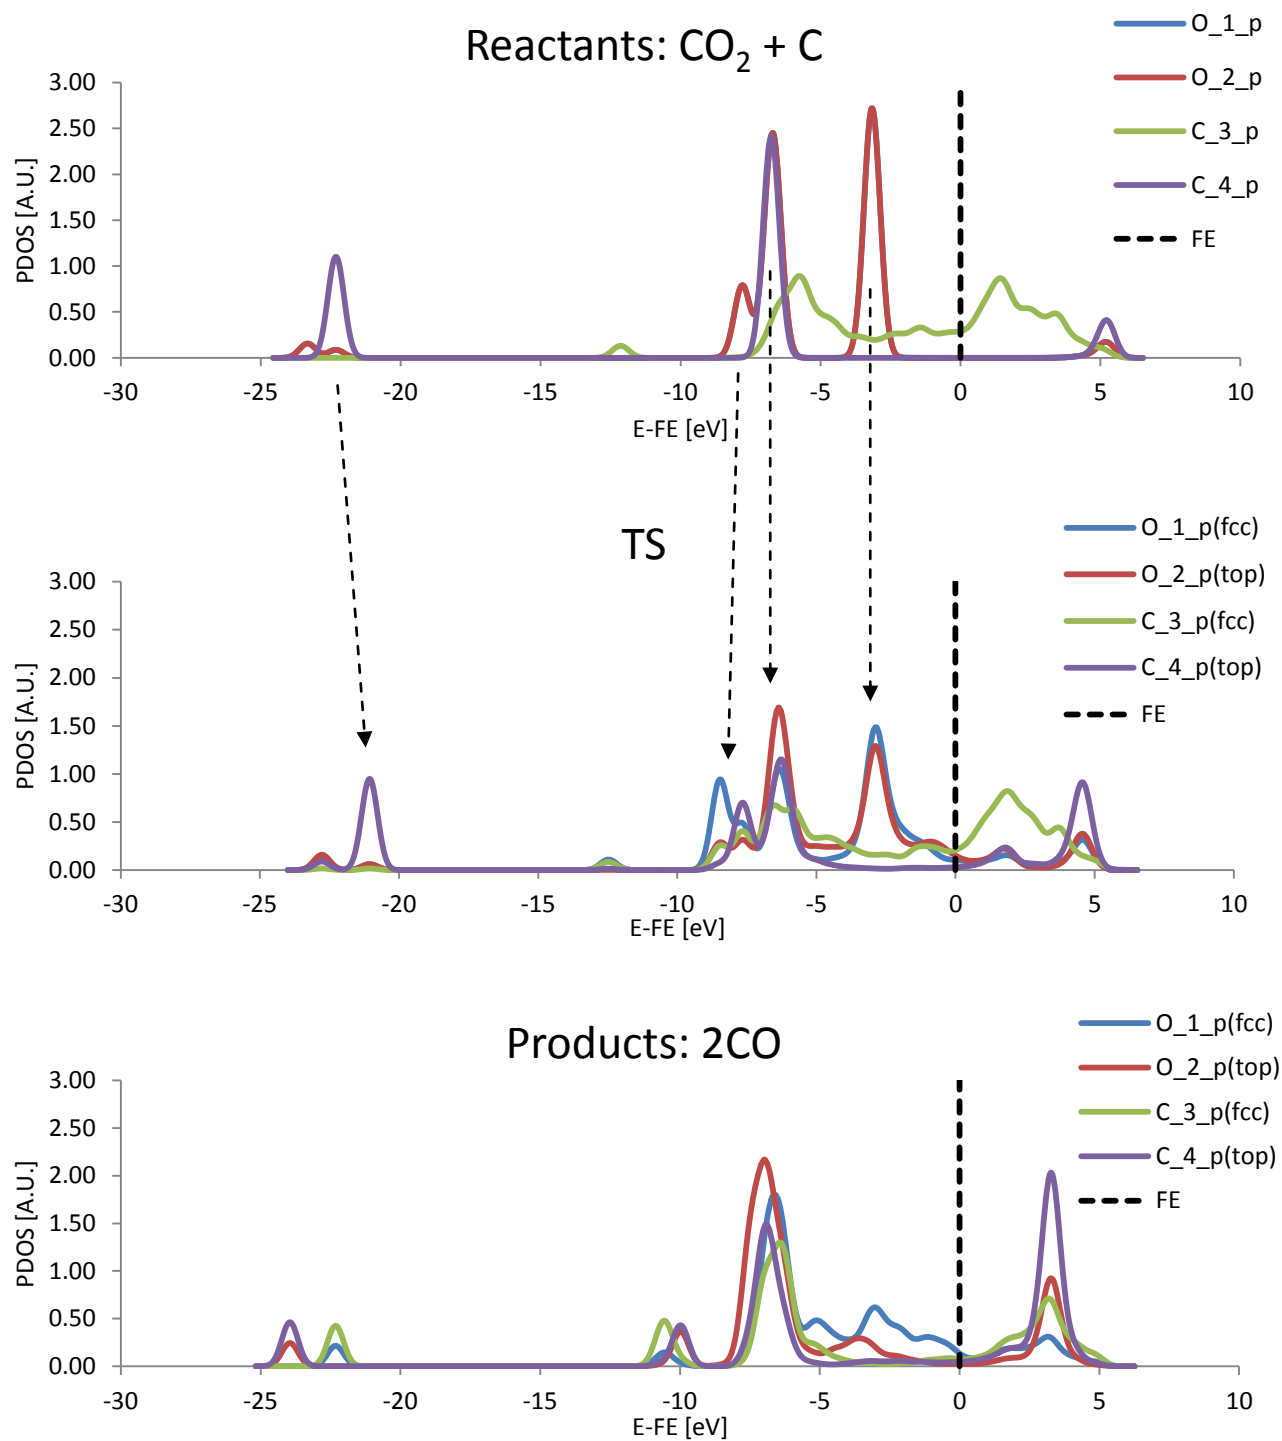 Reactants: CO2 + C
O_1_p
O_2_p
C_3_p
C_4_p
FE
PDOS [A.U.]
3.00
2.50
2.00
1.50
1.00
0.50
0.00
-30 -25 -20 -15 -10 -5 0 5 10
E-FE [eV]
TS
O_1_p(fcc)
O_2_p(top)
C_3_p(fcc)
C_4_p(top)
FE
PDOS [A.U.]
3.00
2.50
2.00
1.50
1.00
0.50
0.00
-30 -25 -20 -15 -10 -5 0 5 10
E-FE [eV]
Products: 2CO
O_1_p(fcc)
O_2_p(top)
C_3_p(fcc)
C_4_p(top)
FE
PDOS [A.U.]
3.00
2.50
2.00
1.50
1.00
0.50
0.00
-30 -25 -20 -15 -10 -5 0 5 10
E-FE [eV]